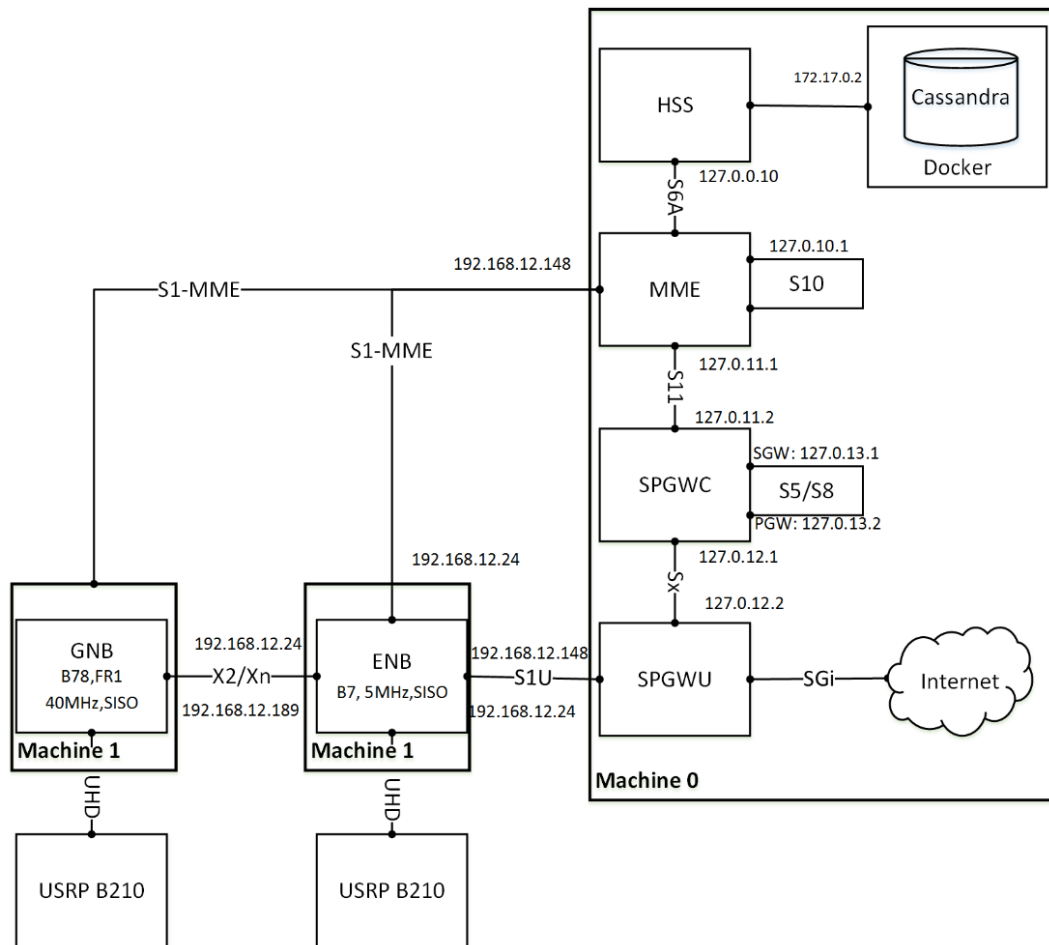 172.17.0.2
HSS
Cassandra
Docker
127.0.0.10
S6A
127.0.10.1
192.168.12.148
S1-MME
MME
S10
S1-MME
127.0.11.1
S11
127.0.11.2
SGW: 127.0.13.1
SPGWC
S5/S8
PGW: 127.0.13.2
127.0.12.1
192.168.12.24
Sx
127.0.12.2
GNB
B78,FR1
40MHz,SISO
Machine 1
192.168.12.24
X2/Xn
192.168.12.189
ENB
B7, 5MHz,SISO
Machine 1
192.168.12.148
S1U
192.168.12.24
SPGWU
SGi
Internet
Machine 0
UHD
UHD
USRP B210
USRP B210